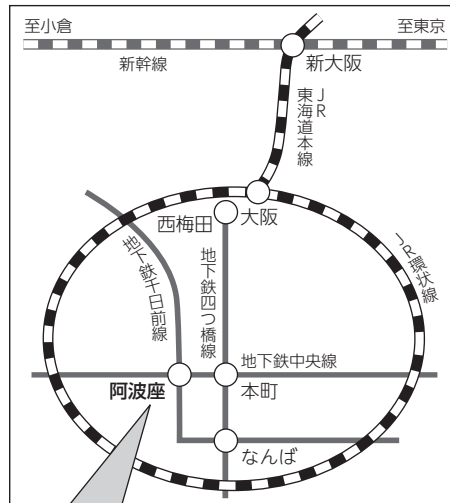 至小倉
至東京
新幹線
新大阪
JR
東海道本線
西梅田
大阪
地下鉄千日前線
地下鉄四つ橋線
JR環状線
地下鉄中央線
阿波座
本町
なんば